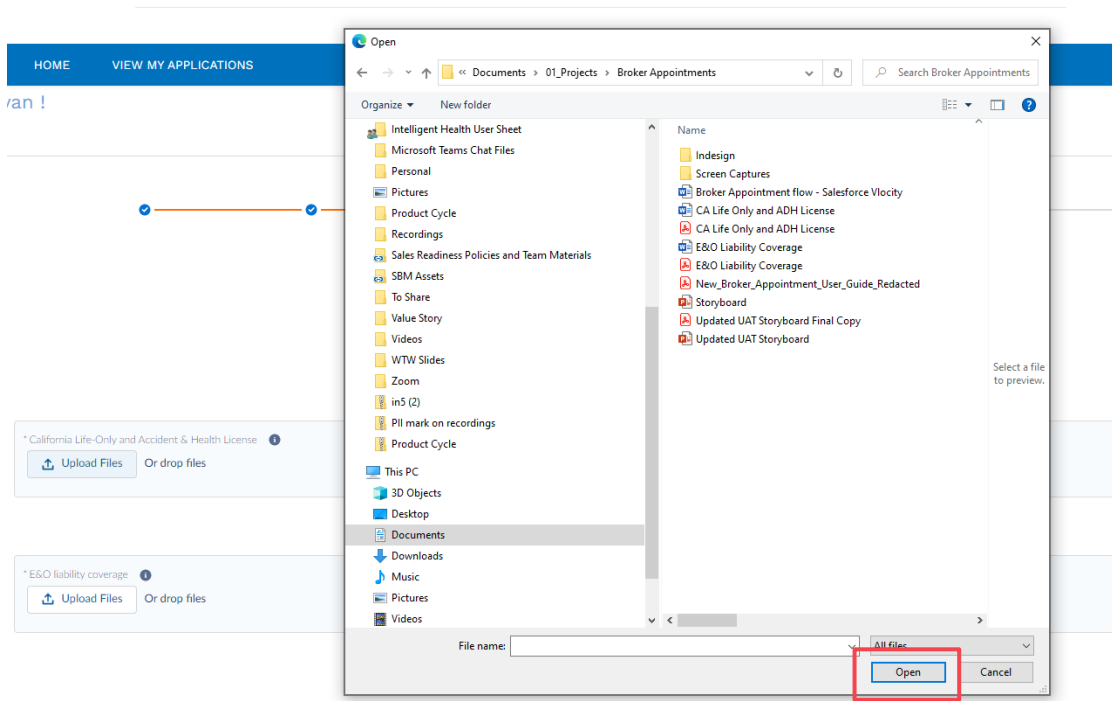 Open
HOME
VIEW MY APPLICATIONS
« Documents › 01_Projects › Broker Appointments
Search Broker Appointments
van !
Organize
New folder
Intelligent Health User Sheet
Microsoft Teams Chat Files
Personal
Pictures
Product Cycle
Recordings
Sales Readiness Policies and Team Materials
SBM Assets
To Share
Value Story
Videos
WTW Slides
Zoom
in5 (2)
PII mark on recordings
Product Cycle
This PC
3D Objects
Desktop
Documents
Downloads
Music
Pictures
Videos
Name
Indesign
Screen Captures
Broker Appointment flow - Salesforce Vlocity
CA Life Only and ADH License
CA Life Only and ADH License
E&O Liability Coverage
E&O Liability Coverage
New_Broker_Appointment_User_Guide_Redacted
Storyboard
Updated UAT Storyboard Final Copy
Updated UAT Storyboard
Select a file
to preview.
* California Life-Only and Accident & Health License
Upload Files
Or drop files
* E&O liability coverage
Upload Files
Or drop files
File name:
All files
Open
Cancel